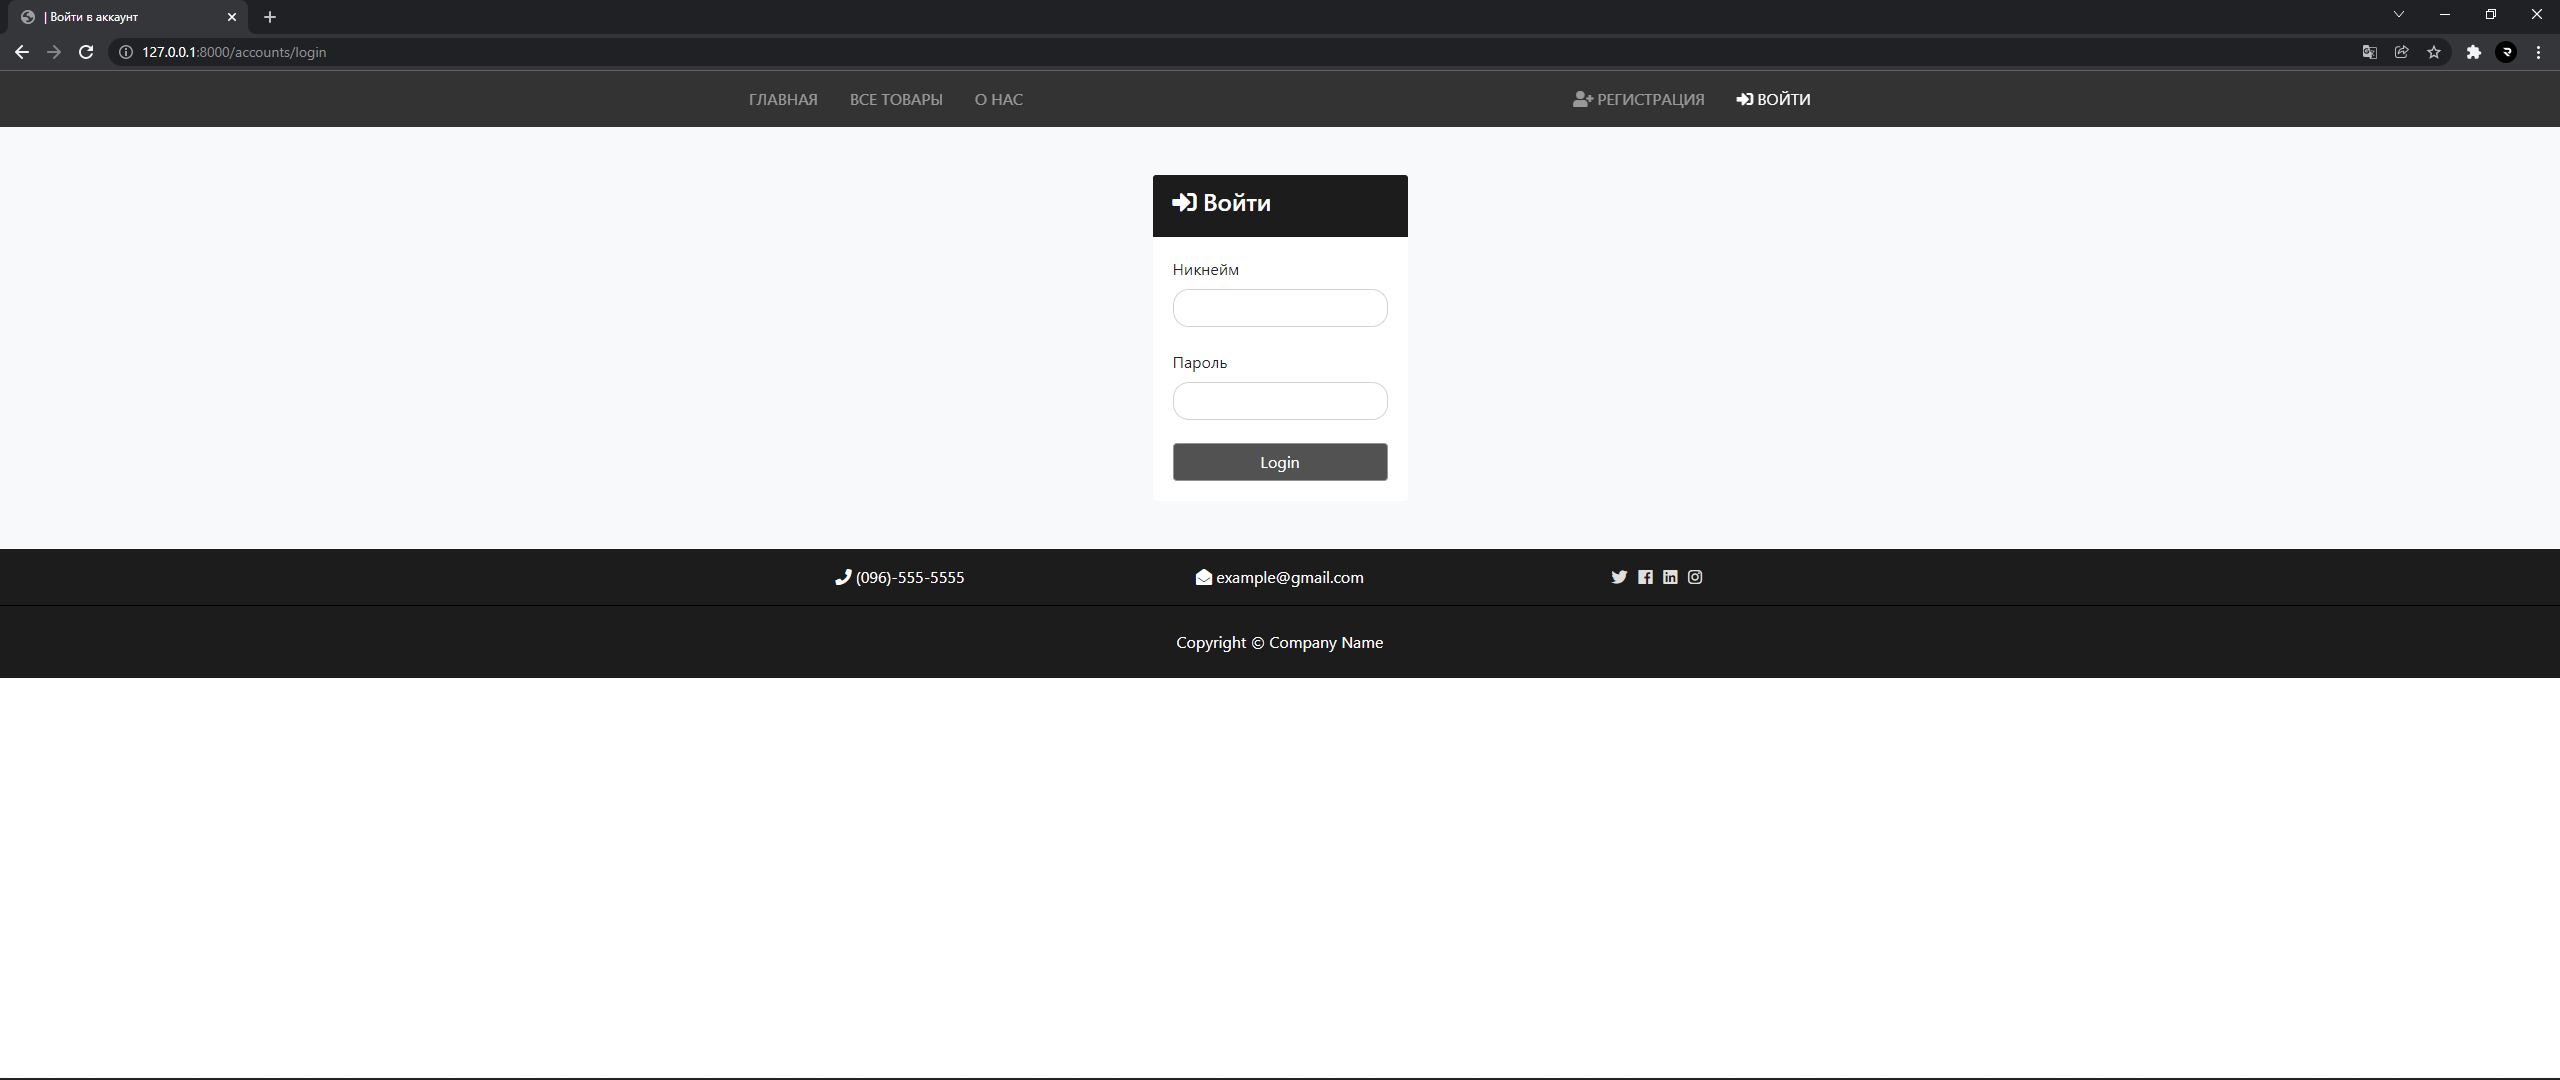 | Войти в аккаунт
127.0.0.1:8000/accounts/login
ГЛАВНАЯ ВСЕ ТОВАРЫ О НАС РЕГИСТРАЦИЯ ВОЙТИ
Войти
Никнейм
Пароль
Login
(096)-555-5555 example@gmail.com
Copyright © Company Name